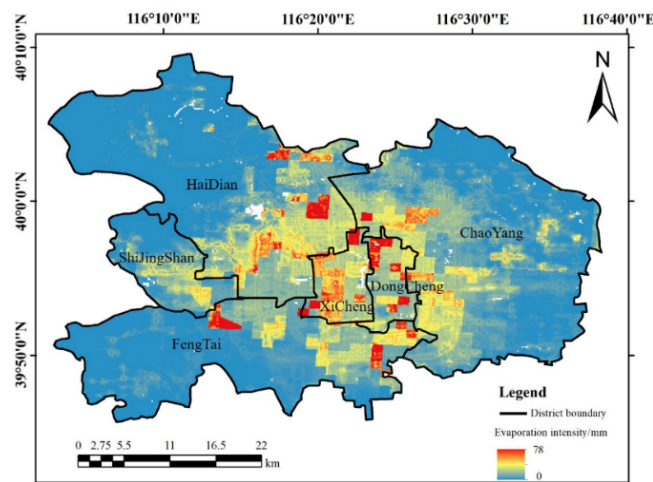 116°0'0"N 116°20'0"N 116°30'0"N 116°40'0"N
40°10'0"N
N
HaiDian
40°0'0"N
ChaoYang
ShiJingShan
DongCheng
XiCheng
FengTai
39°50'0"N
Legend
District boundary
Evaporation intensity/mm
78
0
0 2.75 5.5 11 16.5 22
km